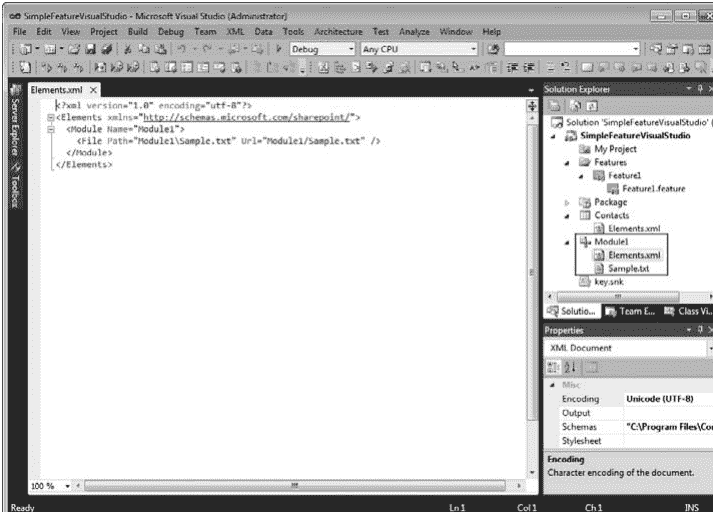 SimpleFeatureVisualStudio - Microsoft Visual Studio (Administrator)
File Edit View Project Build Debug Team XML Data Tools Architecture Test Analyze Window Help
Debug Any CPU
Server Explorer
Toolbox
Elements.xml
<?xml version="1.0" encoding="utf-8"?>
<Elements xmlns="http://schemas.microsoft.com/sharepoint/">
<Module Name="Module1">
<File Path="Module1\Sample.txt" Url="Module1/Sample.txt" />
</Module>
</Elements>
100 %
Solution Explorer
Solution 'SimpleFeatureVisualStudio' (
SimpleFeatureVisualStudio
My Project
Features
Feature1
Feature1.feature
Package
Contacts
Elements.xml
Module1
Elements.xml
Sample.txt
key.snk
Solutio... Team E... Class Vi...
Properties
XML Document
Misc
Encoding Unicode (UTF-8)
Output
Schemas "C:\Program Files\Co
Stylesheet
Encoding
Character encoding of the document.
Ready Ln 1 Col 1 Ch 1 INS